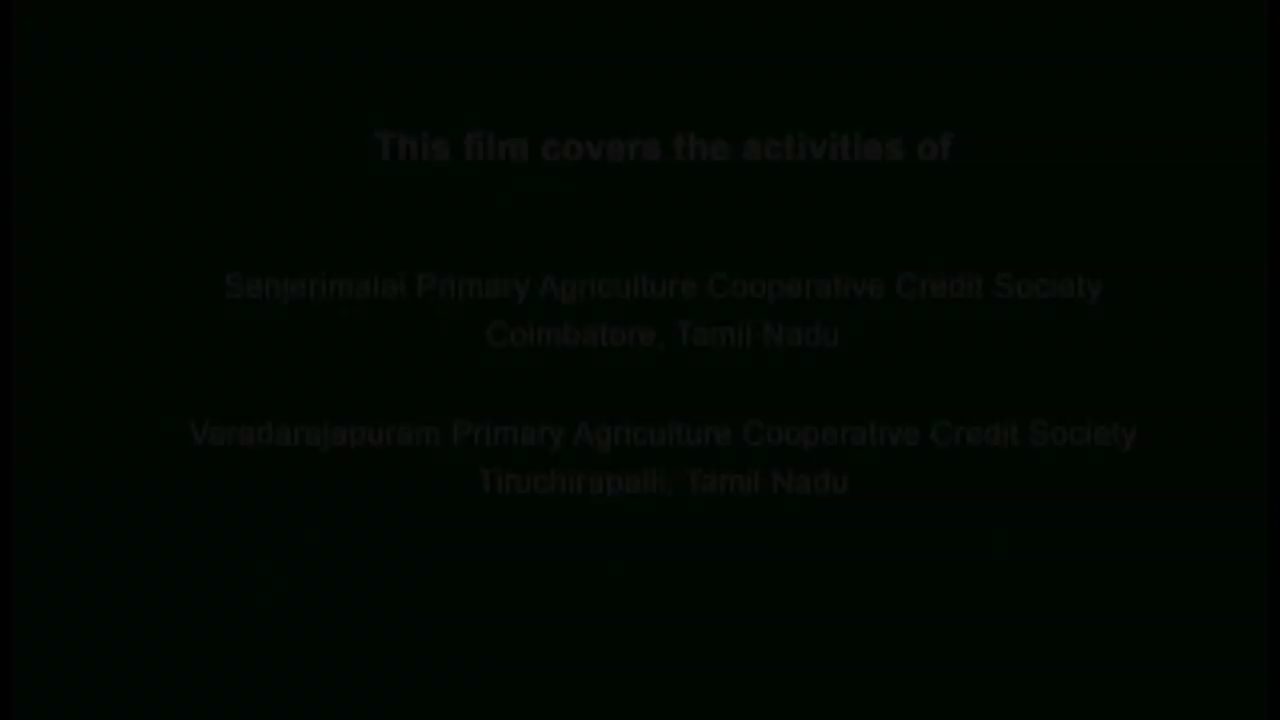 This film covers the activities of
Senjerimalai Primary Agriculture Cooperative Credit Society
Coimbatore, Tamil Nadu
Varadarajapuram Primary Agriculture Cooperative Credit Society
Tiruchirapalli, Tamil Nadu